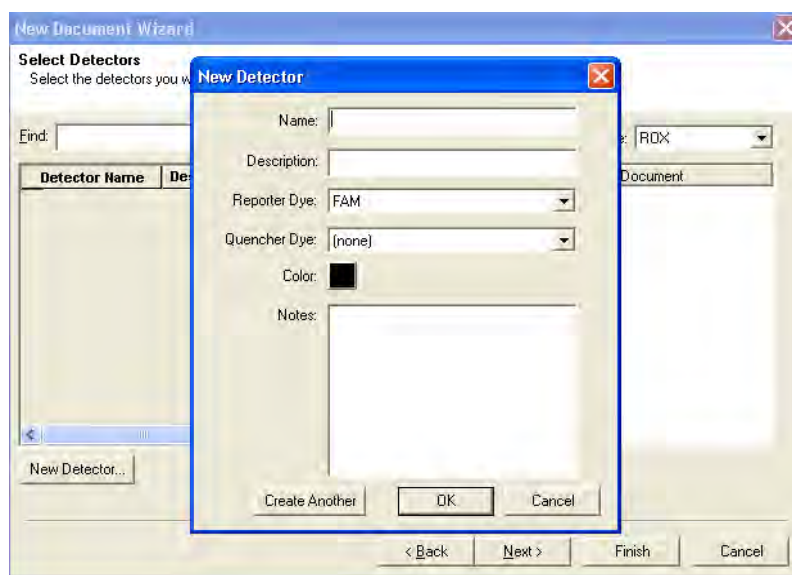 New Document Wizard
Select Detectors
Select the detectors you w
New Detector
Name:
Find:
ROX
Description:
Detector Name
Document
Reporter Dye: FAM
Quencher Dye: (none)
Color:
Notes:
New Detector...
Create Another OK Cancel
< Back Next > Finish Cancel